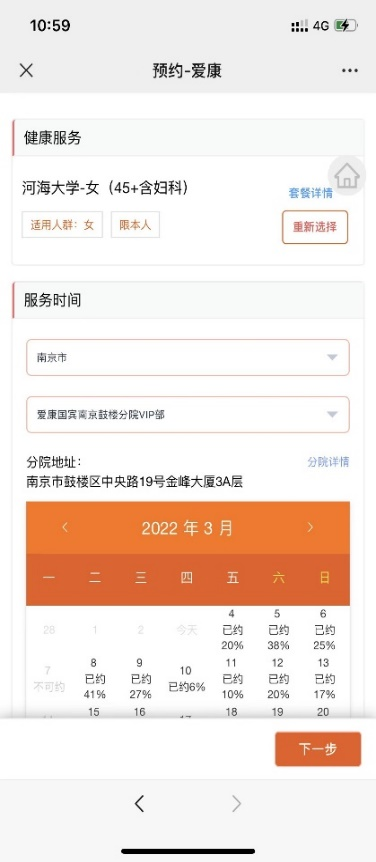 10:59
4G
预约-爱康
健康服务
河海大学-女（45+含妇科）
套餐详情
适用人群：女
限本人
重新选择
服务时间
南京市
爱康国宾南京鼓楼分院VIP部
分院地址：
分院详情
南京市鼓楼区中央路19号金峰大厦3A层
2022 年 3 月
一 二 三 四 五 六 日
28 1 2 今天 4 5 6
已约 已约 已约
20% 38% 25%
7 8 9 10 11 12 13
不可约 已约 已约 已约6% 已约 已约 已约
41% 27% 10% 20% 17%
15 16 18 19 20
下一步